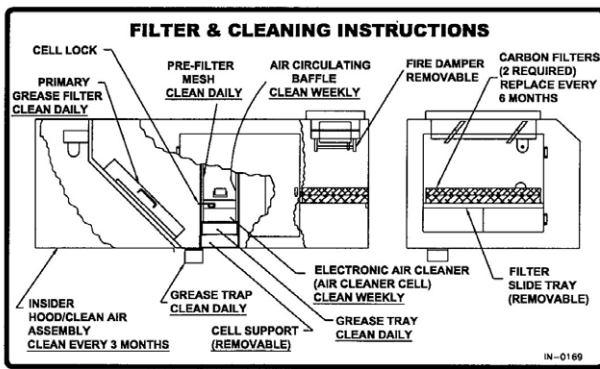 FILTER & CLEANING INSTRUCTIONS
CELL LOCK
PRIMARY
GREASE FILTER
CLEAN DAILY
PRE-FILTER
MESH
CLEAN DAILY
AIR CIRCULATING
BAFFLE
CLEAN WEEKLY
FIRE DAMPER
REMOVABLE
CARBON FILTERS
(2 REQUIRED)
REPLACE EVERY
6 MONTHS
INSIDER
HOOD/CLEAN AIR
ASSEMBLY
CLEAN EVERY 3 MONTHS
GREASE TRAP
CLEAN DAILY
CELL SUPPORT
(REMOVABLE)
ELECTRONIC AIR CLEANER
(AIR CLEANER CELL)
CLEAN WEEKLY
GREASE TRAY
CLEAN DAILY
FILTER
SLIDE TRAY
(REMOVABLE)
IN-0169